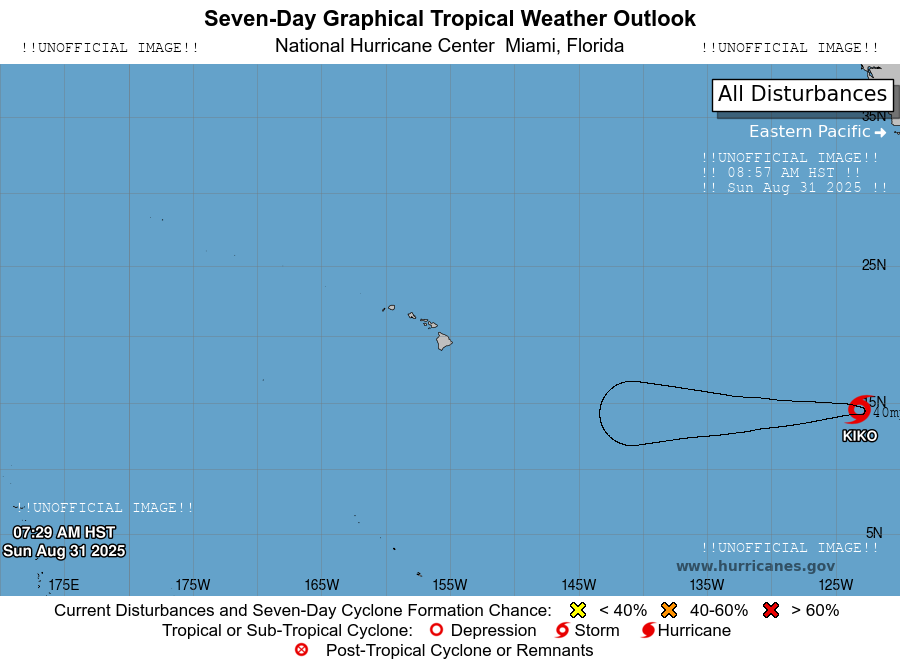 Seven-Day Graphical Tropical Weather Outlook
!!UNOFFICIAL IMAGE!!
National Hurricane Center  Miami, Florida
!!UNOFFICIAL IMAGE!!
All Disturbances
35N
Eastern Pacific
!!UNOFFICIAL IMAGE!!
!! 08:57 AM HST !!
!! Sun Aug 31 2025 !!
25N
15N
40m
KIKO
!!UNOFFICIAL IMAGE!!
07:29 AM HST
Sun Aug 31 2025
5N
!!UNOFFICIAL IMAGE!!
www.hurricanes.gov
175E
175W
165W
155W
145W
135W
125W
Current Disturbances and Seven-Day Cyclone Formation Chance: < 40% 40-60% > 60%
Tropical or Sub-Tropical Cyclone: Depression Storm Hurricane
Post-Tropical Cyclone or Remnants